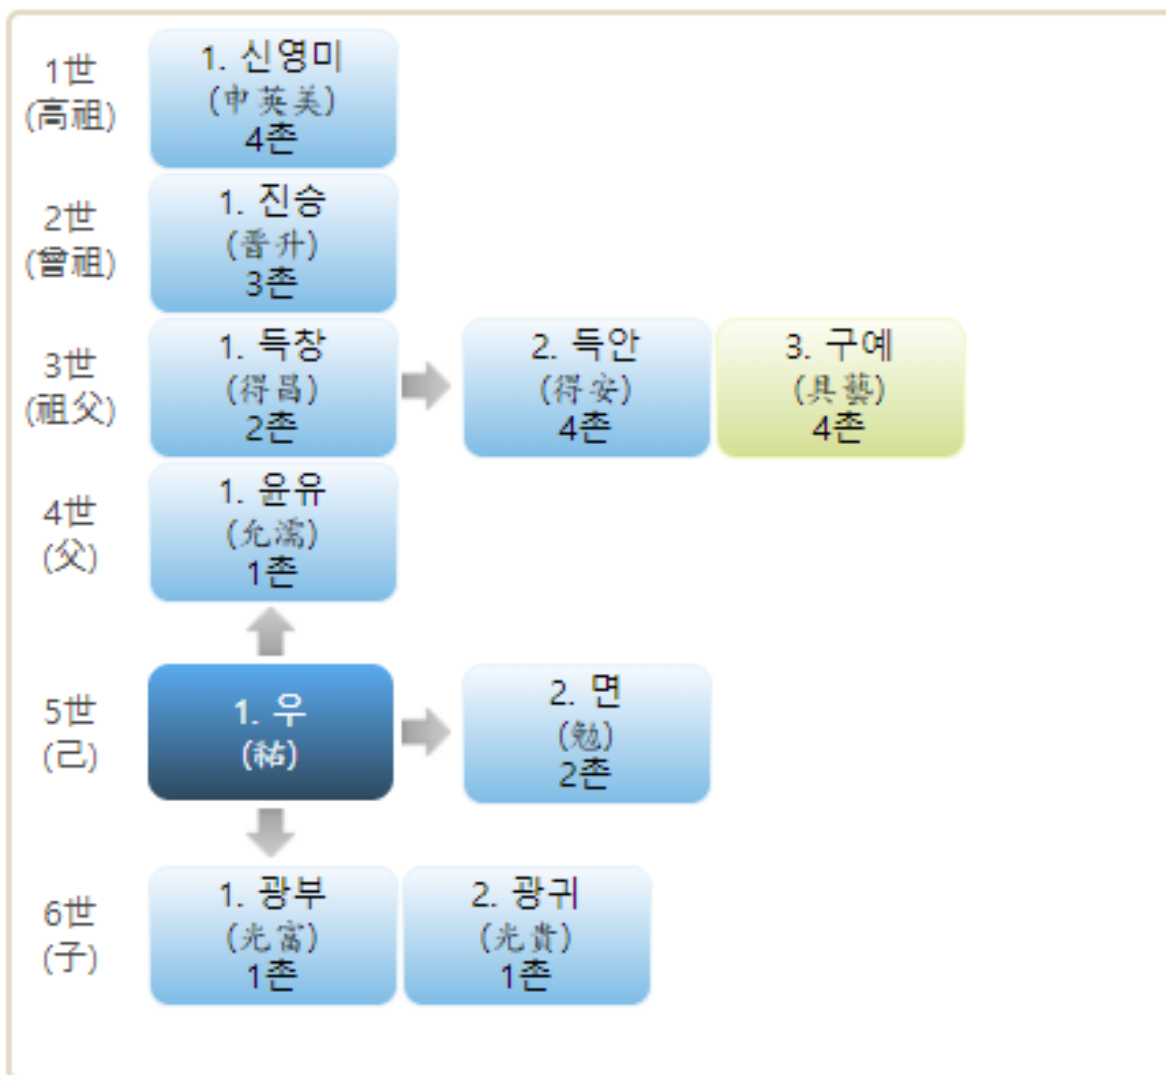 1世
(高祖)
1. 신영미
(申英美)
4촌
2世
(曾祖)
1. 진승
(晋升)
3촌
3世
(祖父)
1. 득창
(得昌)
2촌
2. 득안
(得安)
4촌
3. 구예
(具藝)
4촌
4世
(父)
1. 윤유
(允濡)
1촌
5世
(己)
1. 우
(祐)
2. 면
(勉)
2촌
6世
(子)
1. 광부
(光富)
1촌
2. 광귀
(光貴)
1촌